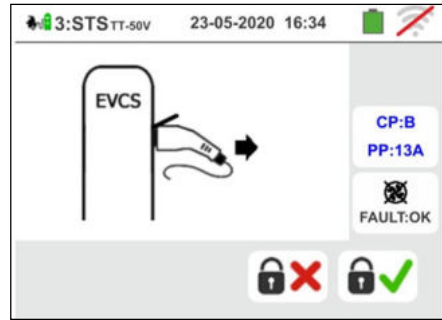 3:STS TT-50V 23-05-2020 16:34
EVCS
CP:B
PP:13A
FAULT:OK